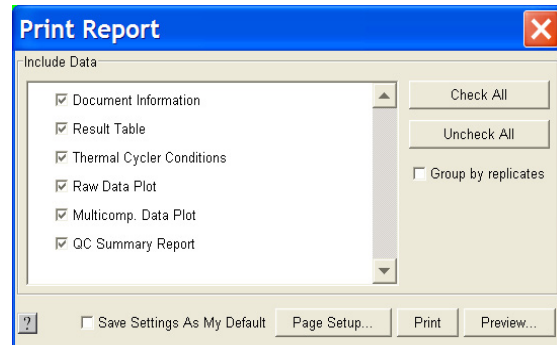 Print Report
Include Data
Document Information
Result Table
Thermal Cycler Conditions
Raw Data Plot
Multicomp. Data Plot
QC Summary Report
Check All
Uncheck All
Group by replicates
? Save Settings As My Default Page Setup... Print Preview...